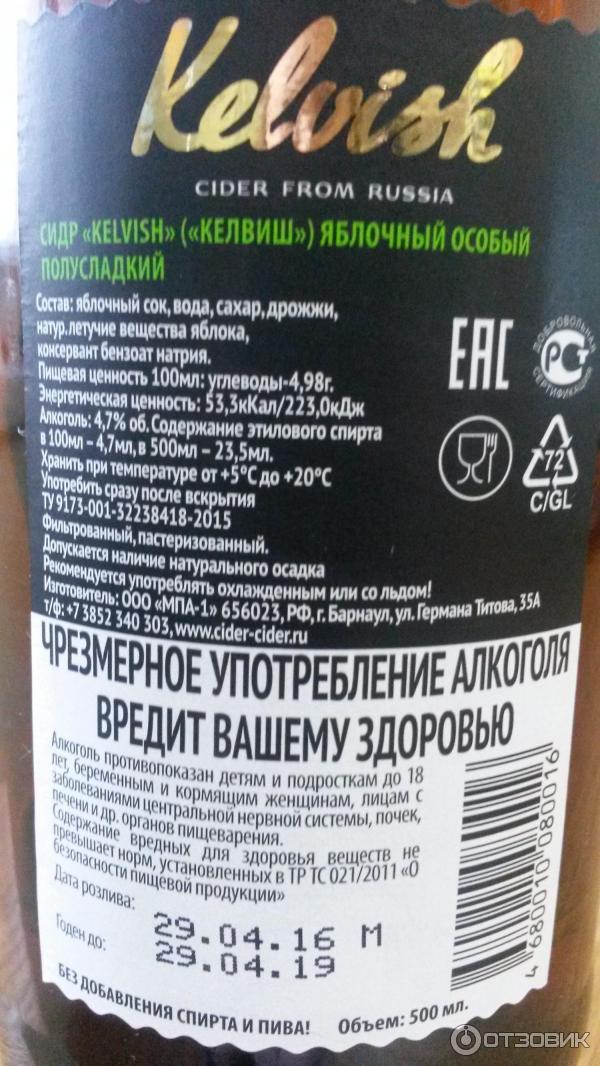 Kelvish
CIDER FROM RUSSIA
СИДР «KELVISH» («КЕЛВИШ») ЯБЛОЧНЫЙ ОСОБЫЙ
ПОЛУСЛАДКИЙ
Состав: яблочный сок, вода, сахар, дрожжи,
натур. летучие вещества яблока,
консервант бензоат натрия.
Пищевая ценность 100мл: углеводы-4,98г.
Энергетическая ценность: 53,3кКал/223,0кДж
Алкоголь: 4,7% об. Содержание этилового спирта
в 100мл – 4,7мл, в 500мл – 23,5мл.
Хранить при температуре от +5°С до +20°С
Употребить сразу после вскрытия
ТУ 9173-001-32238418-2015
Фильтрованный, пастеризованный.
Допускается наличие натурального осадка
Рекомендуется употреблять охлажденным или со льдом!
Изготовитель: ООО «МПА-1» 656023, РФ, г. Барнаул, ул. Германа Титова, 35А
т/ф: +7 3852 340 303, www.cider-cider.ru
EAC
ДОБРОВОЛЬНАЯ
РСТ
СЕРТИФИКАЦИЯ
72
C/GL
ЧРЕЗМЕРНОЕ УПОТРЕБЛЕНИЕ АЛКОГОЛЯ
ВРЕДИТ ВАШЕМУ ЗДОРОВЬЮ
Алкоголь противопоказан детям и подросткам до 18
лет, беременным и кормящим женщинам, лицам с
заболеваниями центральной нервной системы, почек,
печени и др. органов пищеварения.
Содержание вредных для здоровья веществ не
превышает норм, установленных в ТР ТС 021/2011 «О
безопасности пищевой продукции»
Дата розлива:
29.04.16 М
Годен до:
29.04.19
4 680010 080016
БЕЗ ДОБАВЛЕНИЯ СПИРТА И ПИВА!
Объем: 500 мл.
ОТЗОВИК